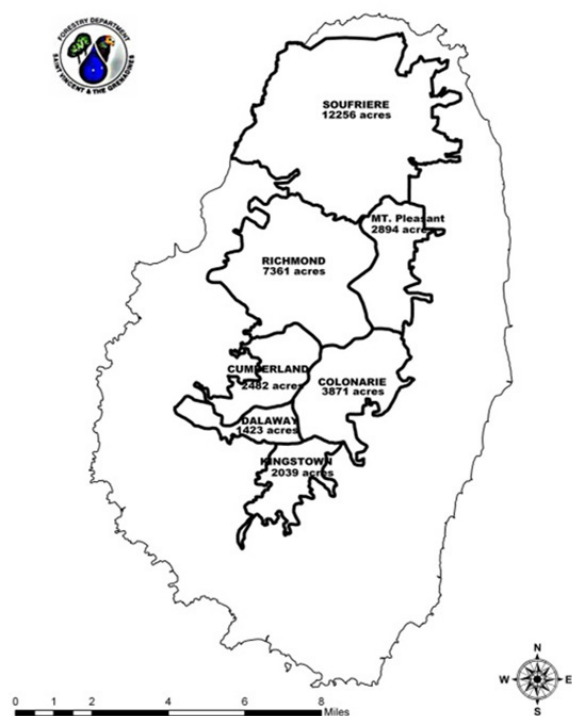 FORESTRY DEPARTMENT
SAINT VINCENT & THE GRENADINES
SOUFRIERE
12256 acres
MT. Pleasant
2894 acres
RICHMOND
7361 acres
CUMBERLAND
2482 acres
COLONARIE
3871 acres
DALAWAY
1423 acres
KINGSTOWN
2039 acres
N
W E
S
0 1 2 4 6 8
Miles